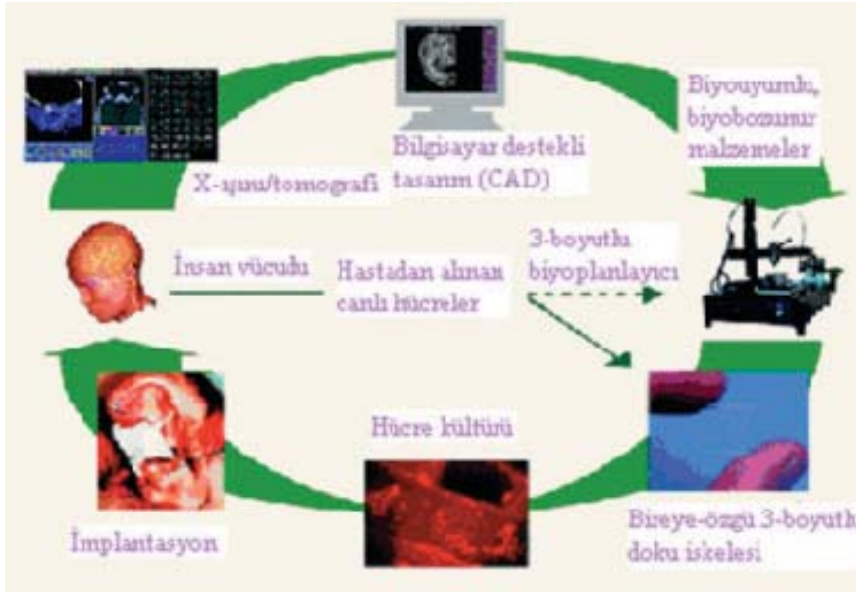 Bilgisayar destekli
tasarım (CAD)
Biyouyumlu,
biyobozunur
malzemeler
X-ışını/tomografi
İnsan vücudu
Hastadan alınan
canlı hücreler
3-boyutlu
biyoplanlayıcı
Hücre kültürü
Bireye-özgü 3-boyutlu
doku iskelesi
İmplantasyon